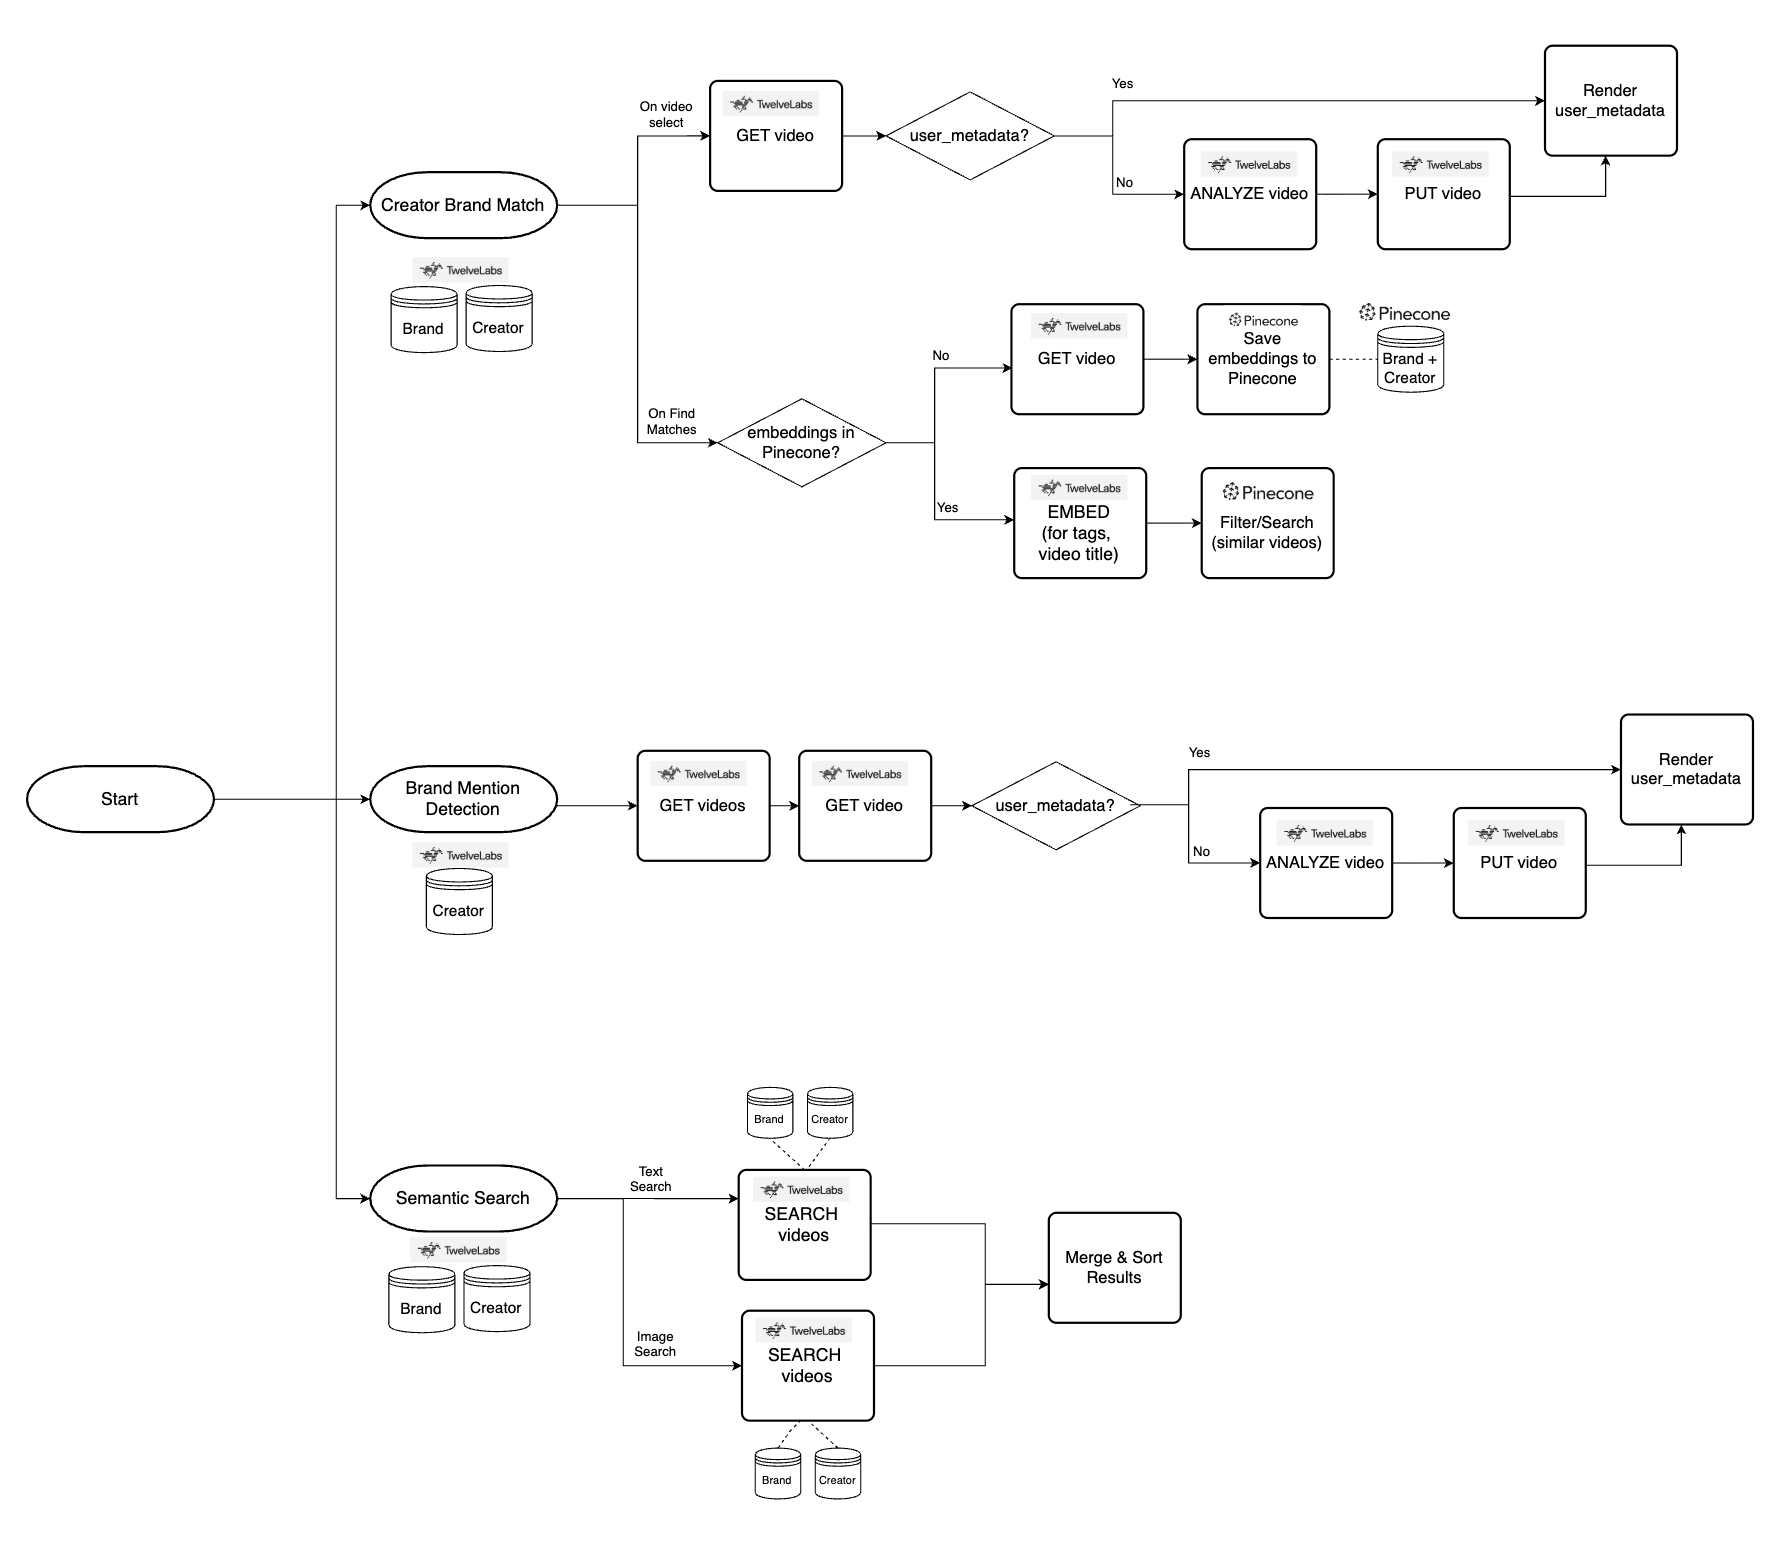 Start
Creator Brand Match
TwelveLabs
Brand
Creator
On video
select
TwelveLabs
GET video
user_metadata?
Yes
Render
user_metadata
No
TwelveLabs
ANALYZE video
TwelveLabs
PUT video
On Find
Matches
embeddings in
Pinecone?
No
TwelveLabs
GET video
Pinecone
Save
embeddings to
Pinecone
Pinecone
Brand +
Creator
Yes
TwelveLabs
EMBED
(for tags,
video title)
Pinecone
Filter/Search
(similar videos)
Brand Mention
Detection
TwelveLabs
Creator
TwelveLabs
GET videos
TwelveLabs
GET video
user_metadata?
Yes
Render
user_metadata
No
TwelveLabs
ANALYZE video
TwelveLabs
PUT video
Semantic Search
TwelveLabs
Brand
Creator
Text
Search
Brand
Creator
TwelveLabs
SEARCH
videos
Image
Search
TwelveLabs
SEARCH
videos
Brand
Creator
Merge & Sort
Results